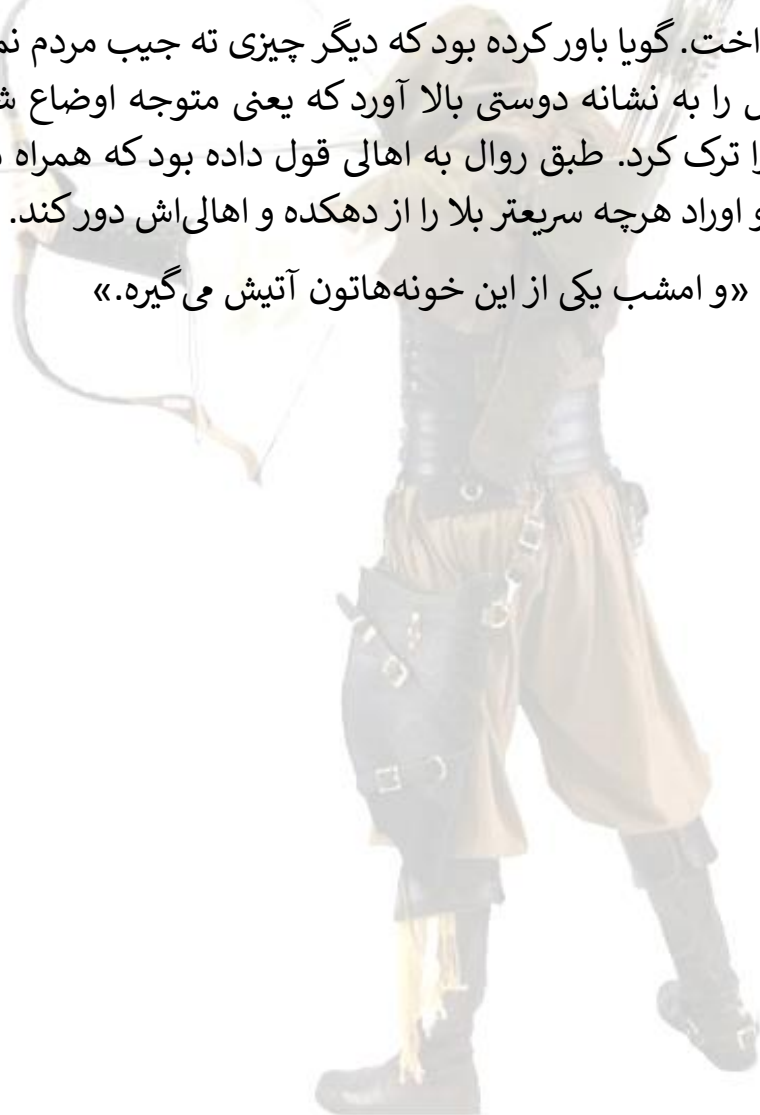 اخت. گویا باور کرده بود که دیگر چیزی ته جیب مردم
را به نشانه دوستی بالا آورد که یعنی متوجه اوضاع
را ترک کرد. طبق روال به اهالی قول داده بود که همراه
و اوراد هرچه سریعتر بلا را از دهکده و اهالی‌اش دور کند.
«و امشب یکی از این خونه‌هاتون آتیش می‌گیره.»